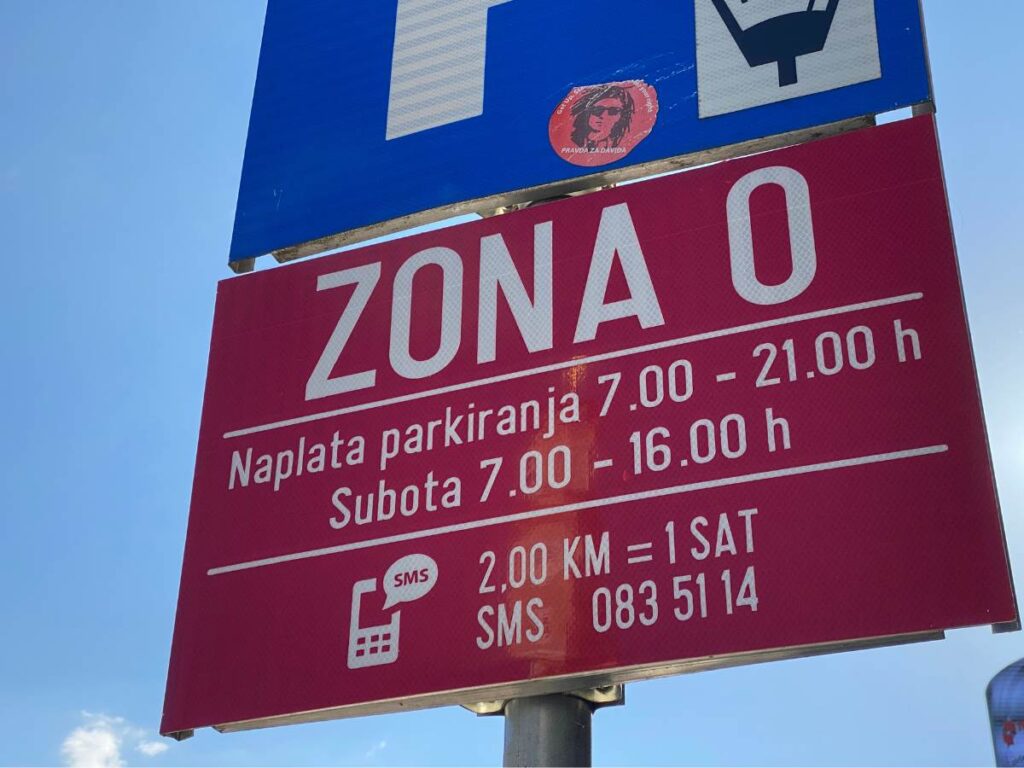 P
PRAVDA ZA DAVIDA
ZONA 0
Naplata parkiranja 7.00 - 21.00 h
Subota 7.00 - 16.00 h
SMS
2,00 KM = 1 SAT
SMS 083 51 14